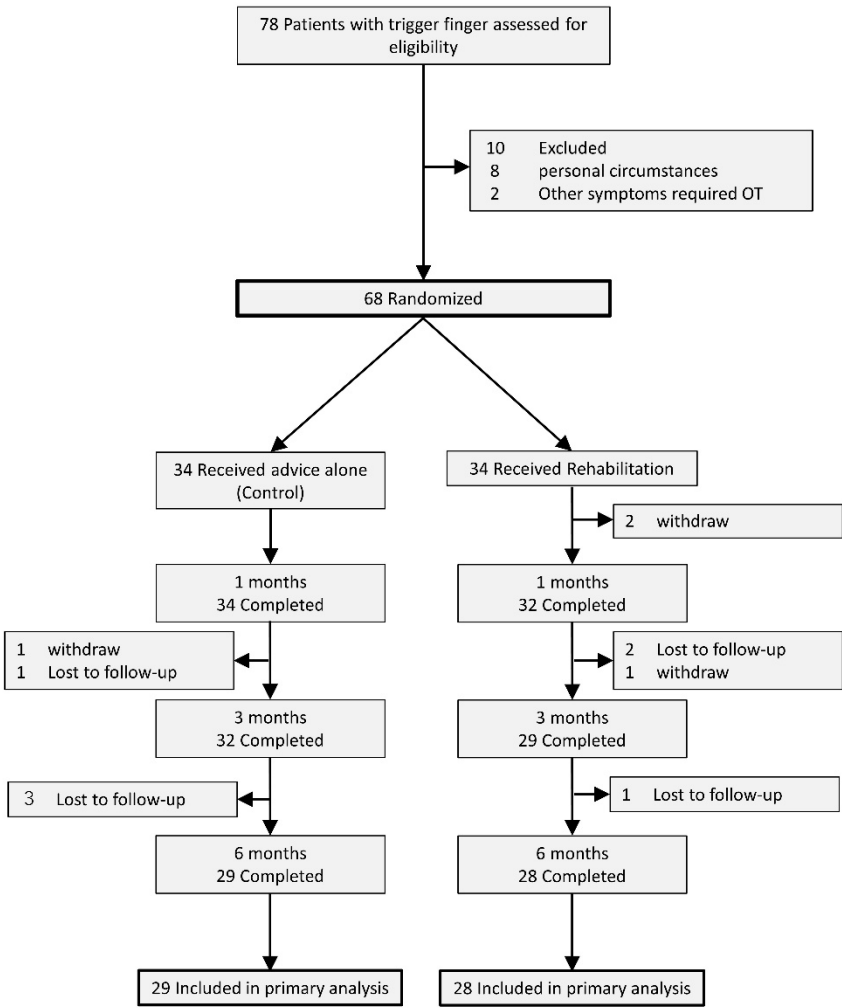 78 Patients with trigger finger assessed for
eligibility
10 Excluded
8 personal circumstances
2 Other symptoms required OT
68 Randomized
34 Received advice alone
(Control)
34 Received Rehabilitation
2 withdraw
1 months
34 Completed
1 months
32 Completed
1 withdraw
1 Lost to follow-up
2 Lost to follow-up
1 withdraw
3 months
32 Completed
3 months
29 Completed
3 Lost to follow-up
1 Lost to follow-up
6 months
29 Completed
6 months
28 Completed
29 Included in primary analysis
28 Included in primary analysis